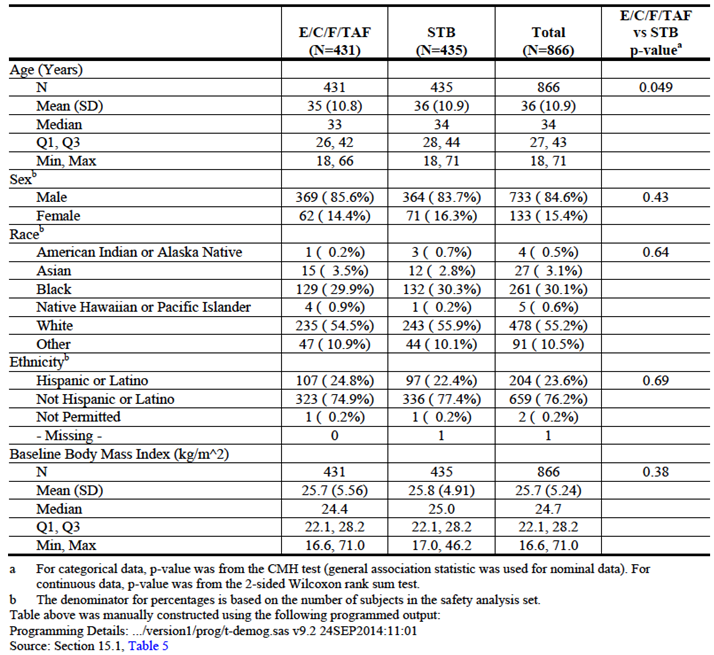 E/C/F/TAF (N=431) STB (N=435) Total (N=866) E/C/F/TAF vs STB p-valueᵃ
Age (Years)
N 431 435 866 0.049
Mean (SD) 35 (10.8) 36 (10.9) 36 (10.9)
Median 33 34 34
Q1, Q3 26, 42 28, 44 27, 43
Min, Max 18, 66 18, 71 18, 71
Sexᵇ
Male 369 ( 85.6%) 364 ( 83.7%) 733 ( 84.6%) 0.43
Female 62 ( 14.4%) 71 ( 16.3%) 133 ( 15.4%)
Raceᵇ
American Indian or Alaska Native 1 ( 0.2%) 3 ( 0.7%) 4 ( 0.5%) 0.64
Asian 15 ( 3.5%) 12 ( 2.8%) 27 ( 3.1%)
Black 129 ( 29.9%) 132 ( 30.3%) 261 ( 30.1%)
Native Hawaiian or Pacific Islander 4 ( 0.9%) 1 ( 0.2%) 5 ( 0.6%)
White 235 ( 54.5%) 243 ( 55.9%) 478 ( 55.2%)
Other 47 ( 10.9%) 44 ( 10.1%) 91 ( 10.5%)
Ethnicityᵇ
Hispanic or Latino 107 ( 24.8%) 97 ( 22.4%) 204 ( 23.6%) 0.69
Not Hispanic or Latino 323 ( 74.9%) 336 ( 77.4%) 659 ( 76.2%)
Not Permitted 1 ( 0.2%) 1 ( 0.2%) 2 ( 0.2%)
- Missing - 0 1 1
Baseline Body Mass Index (kg/m^2)
N 431 435 866 0.38
Mean (SD) 25.7 (5.56) 25.8 (4.91) 25.7 (5.24)
Median 24.4 25.0 24.7
Q1, Q3 22.1, 28.2 22.1, 28.2 22.1, 28.2
Min, Max 16.6, 71.0 17.0, 46.2 16.6, 71.0
a For categorical data, p-value was from the CMH test (general association statistic was used for nominal data). For
continuous data, p-value was from the 2-sided Wilcoxon rank sum test.
b The denominator for percentages is based on the number of subjects in the safety analysis set.
Table above was manually constructed using the following programmed output:
Programming Details: .../version1/prog/t-demog.sas v9.2 24SEP2014:11:01
Source: Section 15.1, Table 5